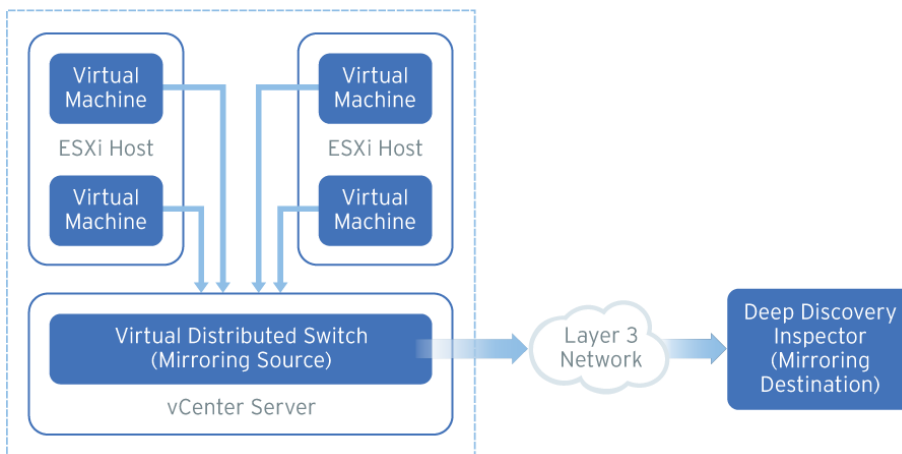 Virtual
Machine
ESXi Host
Virtual
Machine
Virtual
Machine
ESXi Host
Virtual
Machine
Virtual Distributed Switch
(Mirroring Source)
vCenter Server
Layer 3
Network
Deep Discovery
Inspector
(Mirroring
Destination)